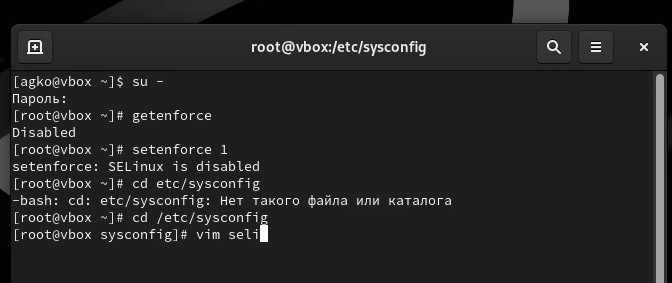 root@vbox:/etc/sysconfig
[agko@vbox ~]$ su -
Пароль:
[root@vbox ~]# getenforce
Disabled
[root@vbox ~]# setenforce 1
setenforce: SELinux is disabled
[root@vbox ~]# cd etc/sysconfig
-bash: cd: etc/sysconfig: Нет такого файла или каталога
[root@vbox ~]# cd /etc/sysconfig
[root@vbox sysconfig]# vim seli